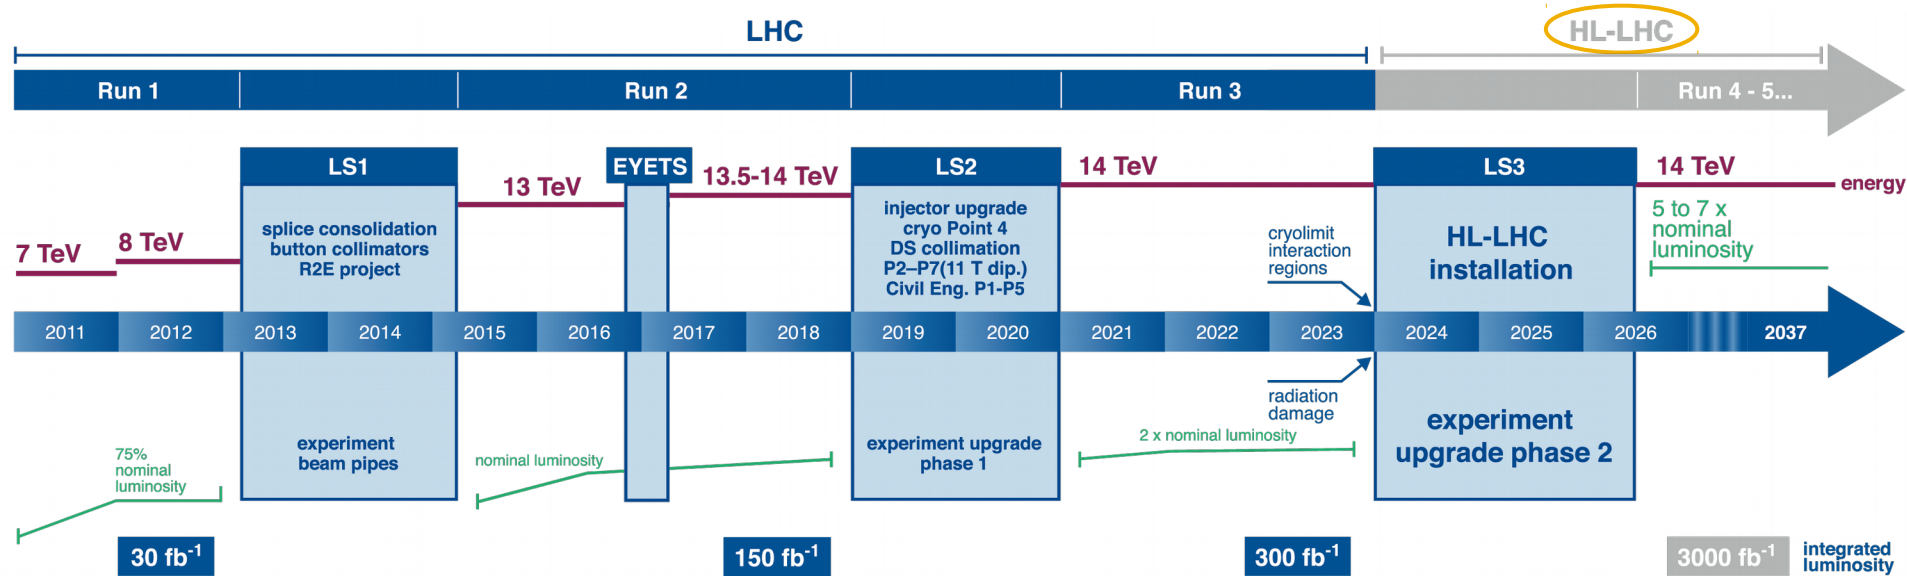 LHC
HL-LHC
Run 1
Run 2
Run 3
Run 4 - 5...
LS1
EYETS
LS2
LS3
7 TeV
8 TeV
13 TeV
13.5-14 TeV
14 TeV
14 TeV
energy
splice consolidation
button collimators
R2E project
injector upgrade
cryo Point 4
DS collimation
P2–P7(11 T dip.)
Civil Eng. P1-P5
cryolimit
interaction
regions
HL-LHC
installation
5 to 7 x
nominal
luminosity
2011
2012
2013
2014
2015
2016
2017
2018
2019
2020
2021
2022
2023
2024
2025
2026
2037
radiation
damage
75%
nominal
luminosity
experiment
beam pipes
nominal luminosity
experiment upgrade
phase 1
2 x nominal luminosity
experiment
upgrade phase 2
30 fb⁻¹
150 fb⁻¹
300 fb⁻¹
3000 fb⁻¹
integrated
luminosity